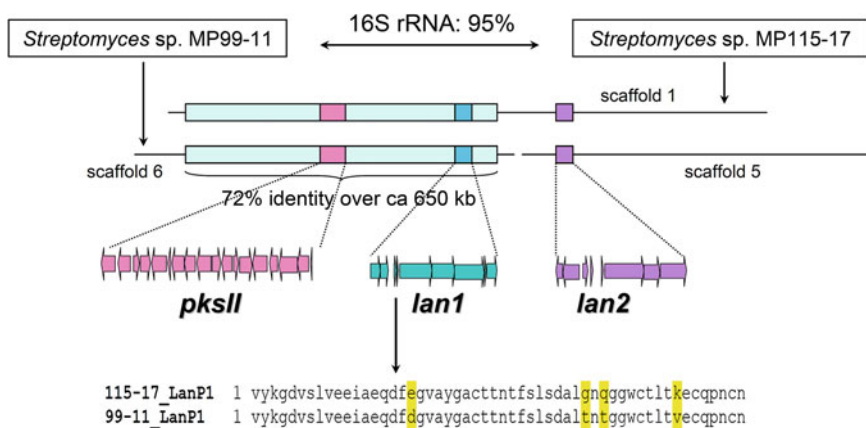 16S rRNA: 95%
Streptomyces sp. MP99-11
Streptomyces sp. MP115-17
scaffold 1
scaffold 6
scaffold 5
72% identity over ca 650 kb
pksII
lan1
lan2
115-17_LanP1 1 vykgdvslveeiaeqdfegvaygacttntfslsdalgnqggwctltkecqpncn
99-11_LanP1 1 vykgdvslveeiaeqdfdgvaygacttntfslsdaltntggwctltvecqpncn